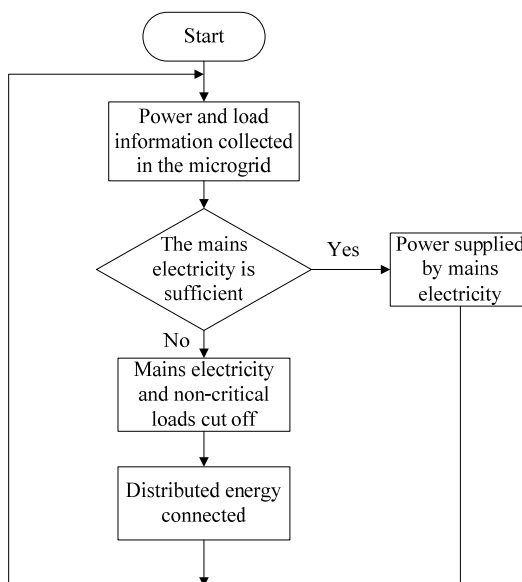 Start
Power and load
information collected
in the microgrid
The mains
electricity is
sufficient
Yes
Power supplied
by mains
electricity
No
Mains electricity
and non-critical
loads cut off
Distributed energy
connected